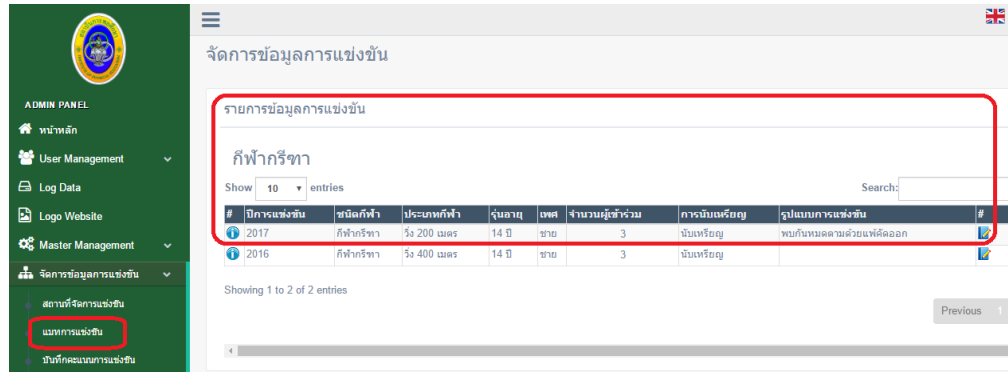 จัดการข้อมูลการแข่งขัน
ADMIN PANEL
หน้าหลัก
User Management
Log Data
Logo Website
Master Management
จัดการข้อมูลการแข่งขัน
สถานที่จัดการแข่งขัน
แมทการแข่งขัน
บันทึกคะแนนการแข่งขัน
รายการข้อมูลการแข่งขัน
กีฬากรีฑา
Show 10 entries Search:
# ปีการแข่งขัน ชนิดกีฬา ประเภทกีฬา รุ่นอายุ เพศ จำนวนผู้เข้าร่วม การนับเหรียญ รูปแบบการแข่งขัน #
2017 กีฬากรีฑา วิ่ง 200 เมตร 14 ปี ชาย 3 นับเหรียญ พบกันหมดตามด้วยแพ้คัดออก
2016 กีฬากรีฑา วิ่ง 400 เมตร 14 ปี ชาย 3 นับเหรียญ
Showing 1 to 2 of 2 entries
Previous 1